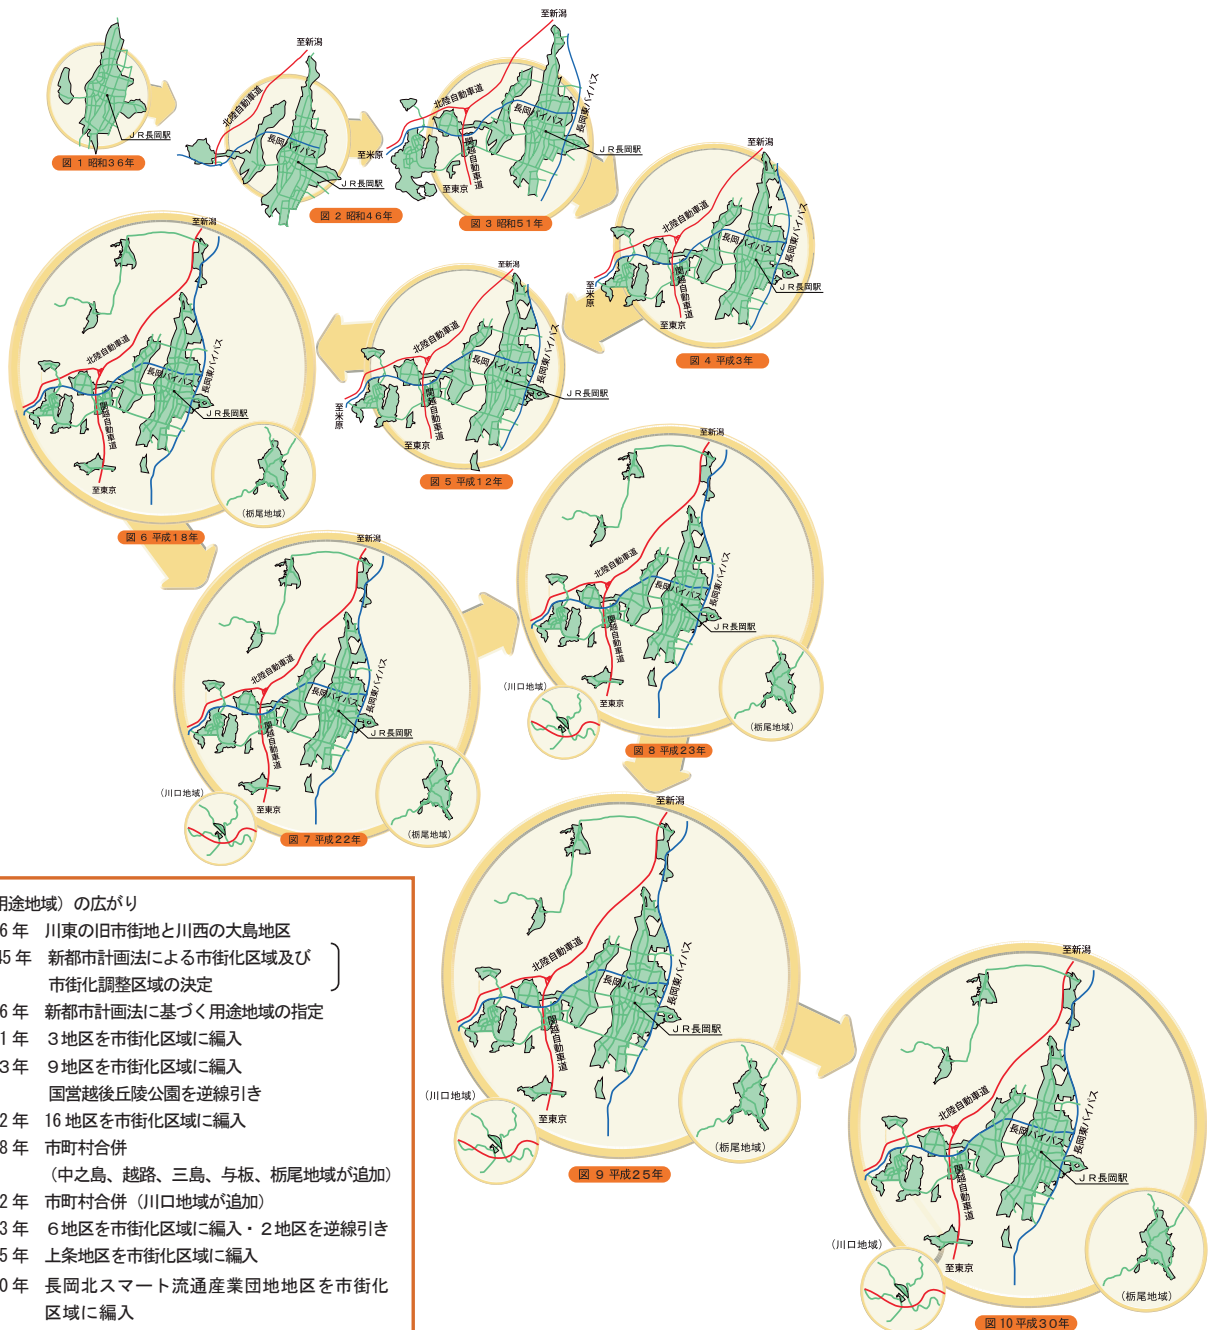 至新潟
ＪＲ長岡駅
図 1 昭和36年
至新潟
北陸自動車道
長岡バイパス
ＪＲ長岡駅
図 2 昭和46年
至新潟
北陸自動車道
長岡バイパス
長岡東バイパス
関越自動車道
至米原
至東京
ＪＲ長岡駅
図 3 昭和51年
至新潟
北陸自動車道
長岡バイパス
長岡東バイパス
関越自動車道
至米原
至東京
ＪＲ長岡駅
図 4 平成3年
至新潟
北陸自動車道
長岡バイパス
長岡東バイパス
関越自動車道
至米原
至東京
ＪＲ長岡駅
図 5 平成12年
北陸自動車道
長岡バイパス
長岡東バイパス
関越自動車道
至東京
ＪＲ長岡駅
(栃尾地域)
図 6 平成18年
至新潟
北陸自動車道
長岡バイパス
長岡東バイパス
関越自動車道
至東京
ＪＲ長岡駅
(川口地域)
(栃尾地域)
図 7 平成22年
至新潟
北陸自動車道
長岡バイパス
長岡東バイパス
関越自動車道
至東京
ＪＲ長岡駅
(川口地域)
(栃尾地域)
図 8 平成23年
至新潟
北陸自動車道
長岡バイパス
長岡東バイパス
関越自動車道
至東京
ＪＲ長岡駅
(川口地域)
(栃尾地域)
図 9 平成25年
至新潟
北陸自動車道
長岡バイパス
長岡東バイパス
関越自動車道
至東京
ＪＲ長岡駅
(川口地域)
(栃尾地域)
図 10 平成30年
用途地域）の広がり
6 年 川東の旧市街地と川西の大島地区
45 年 新都市計画法による市街化区域及び
市街化調整区域の決定
6 年 新都市計画法に基づく用途地域の指定
1 年 ３地区を市街化区域に編入
3 年 ９地区を市街化区域に編入
国営越後丘陵公園を逆線引き
2 年 16 地区を市街化区域に編入
8 年 市町村合併
（中之島、越路、三島、与板、栃尾地域が追加）
2 年 市町村合併（川口地域が追加）
3 年 ６地区を市街化区域に編入・２地区を逆線引き
5 年 上条地区を市街化区域に編入
0 年 長岡北スマート流通産業団地地区を市街化
区域に編入